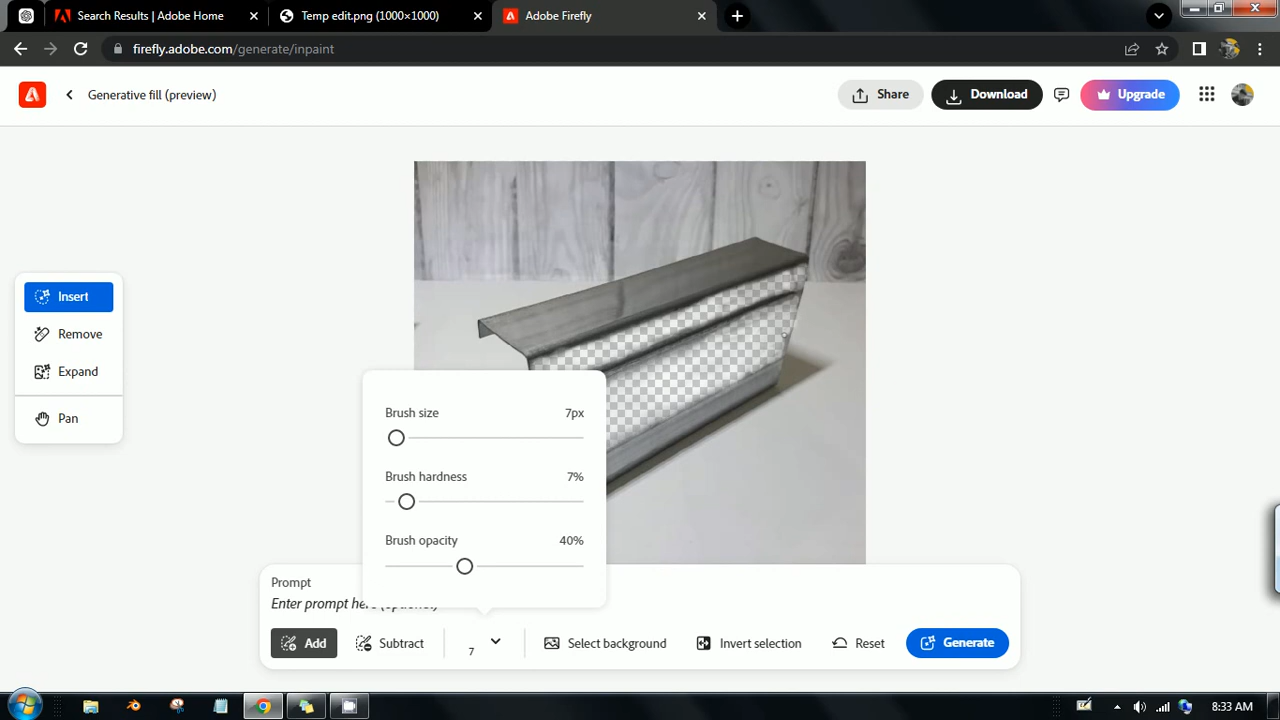 Search Results | Adobe Home
Temp edit.png (1000×1000)
Adobe Firefly
firefly.adobe.com/generate/inpaint
Generative fill (preview)
Share
Download
Upgrade
Insert
Remove
Expand
Pan
Brush size 7px
Brush hardness 7%
Brush opacity 40%
Prompt
Enter prompt here (optional)
Add
Subtract
7
Select background
Invert selection
Reset
Generate
8:33 AM